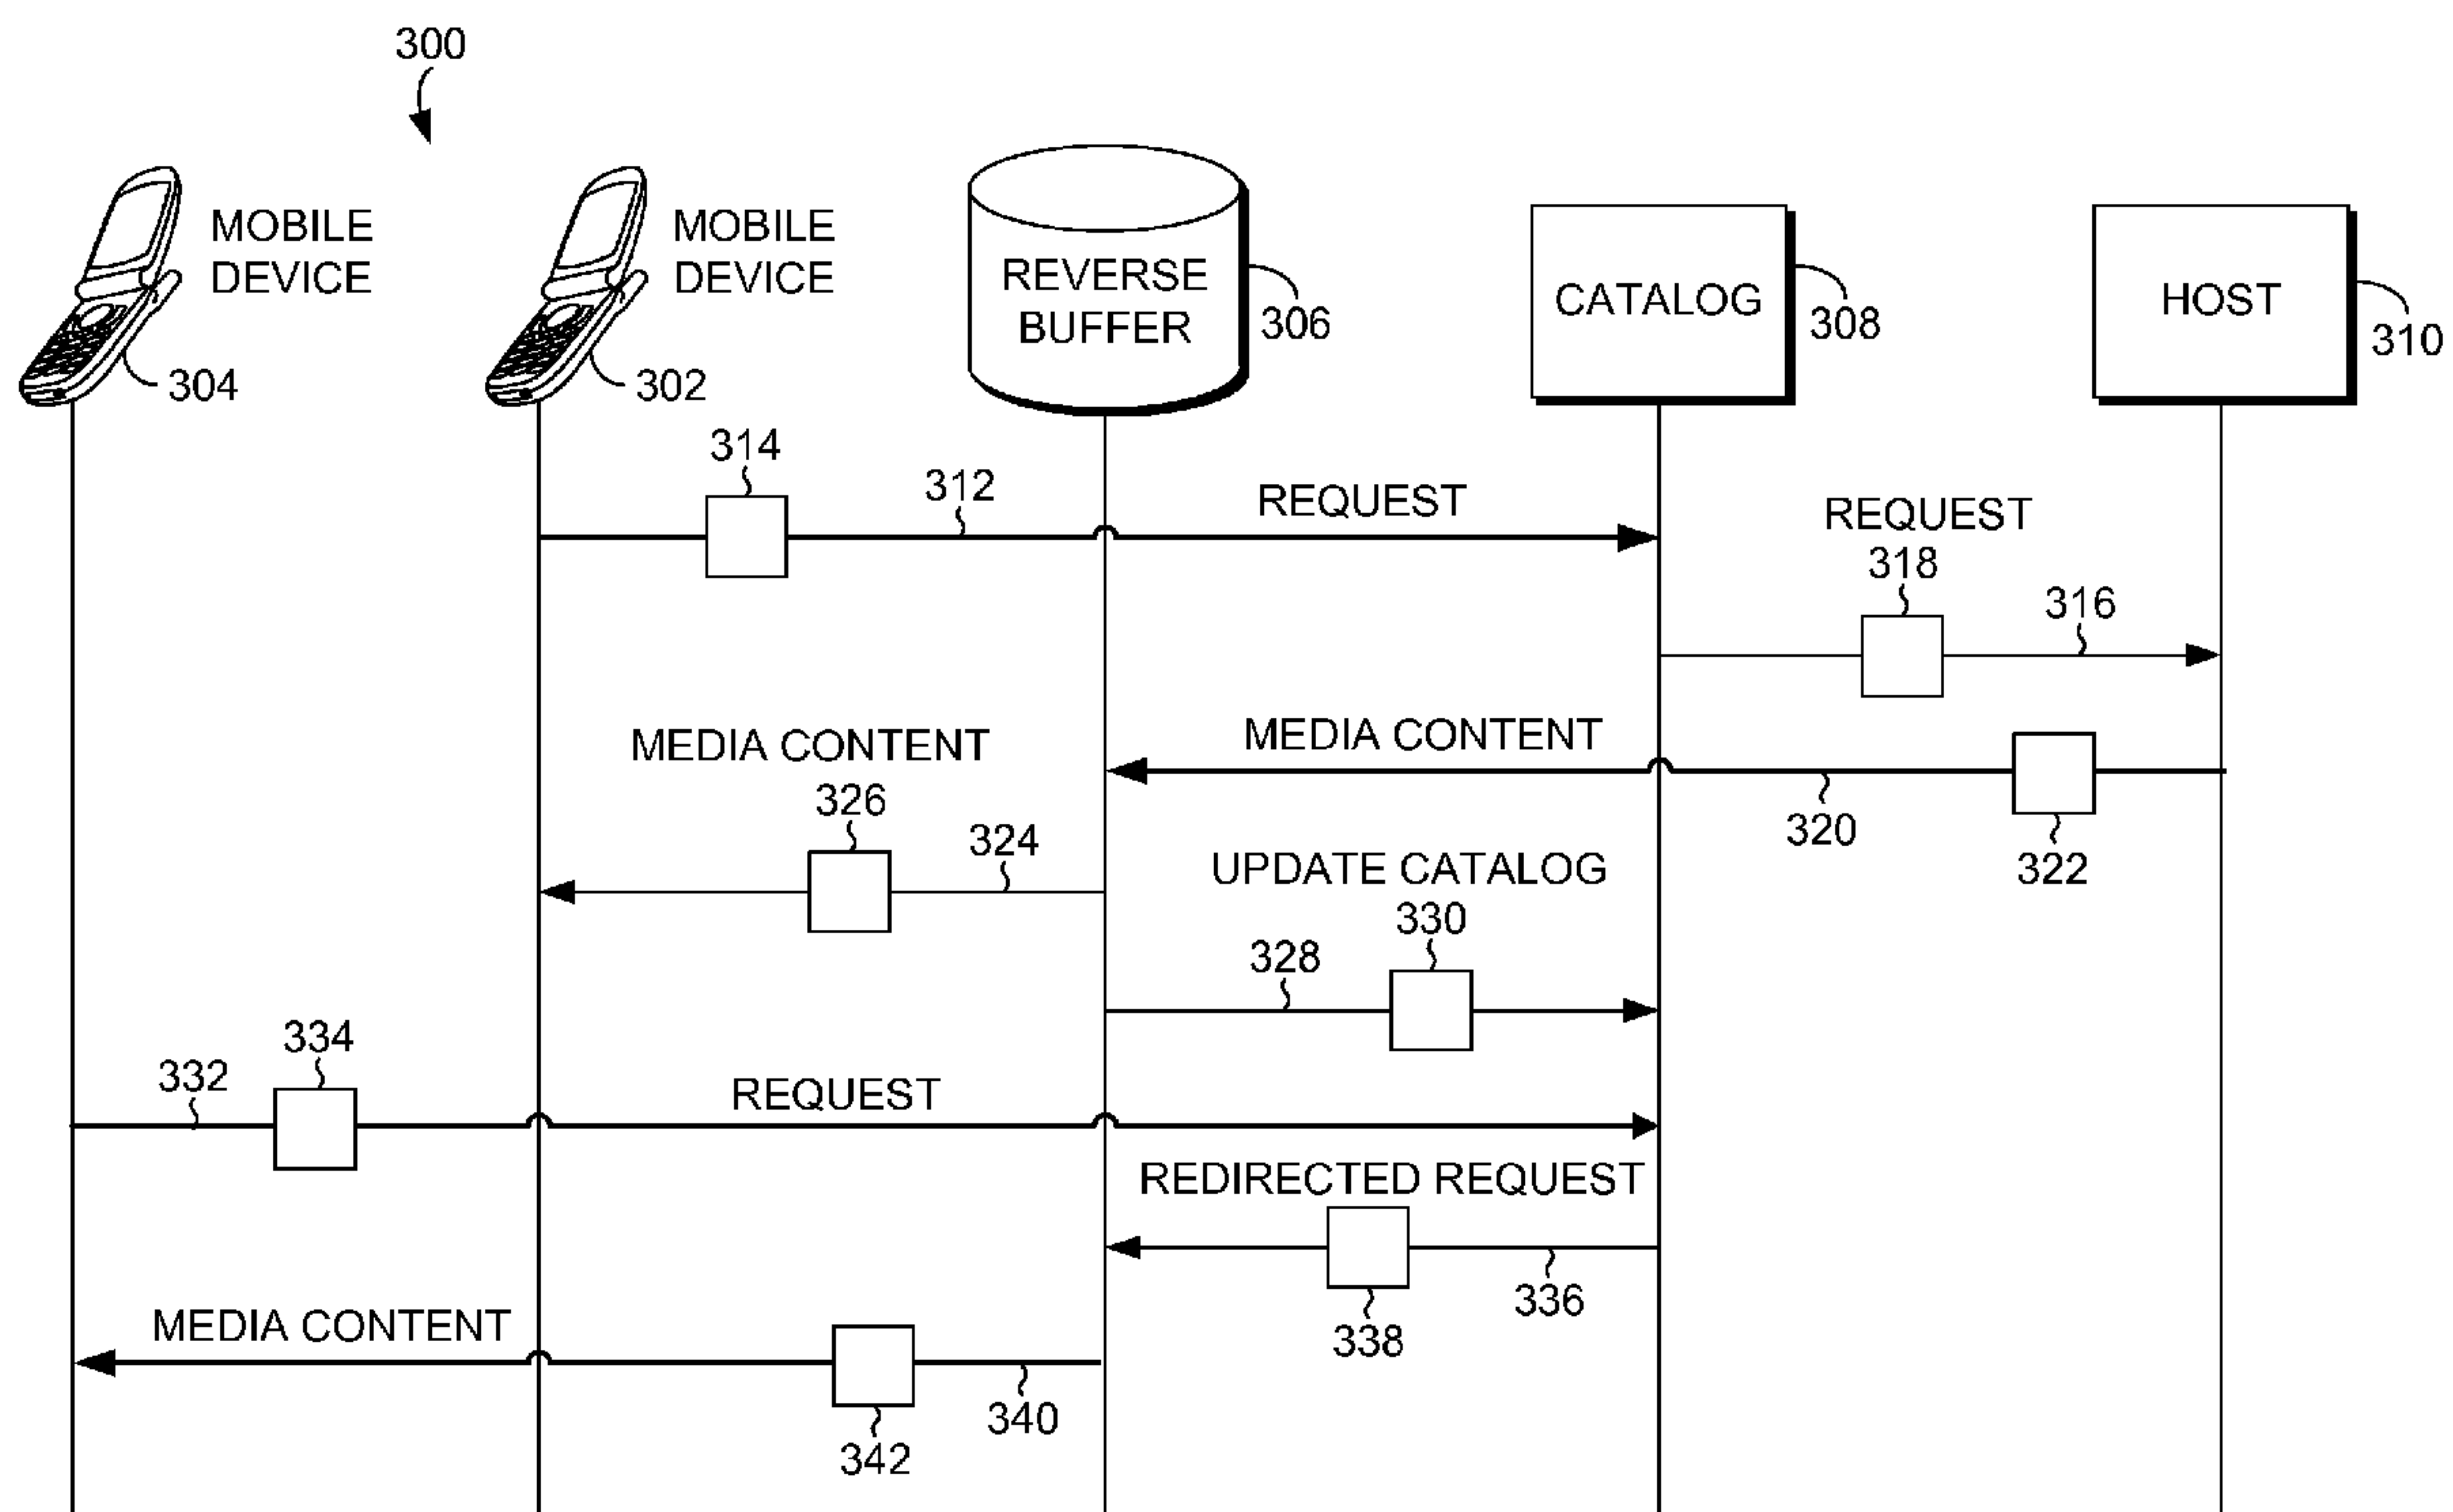 300
MOBILE
DEVICE
304
MOBILE
DEVICE
302
REVERSE
BUFFER
306
CATALOG
308
HOST
310
314
312
REQUEST
REQUEST
318
316
MEDIA CONTENT
320
322
MEDIA CONTENT
326
324
UPDATE CATALOG
330
328
332
334
REQUEST
REDIRECTED REQUEST
338
336
MEDIA CONTENT
342
340